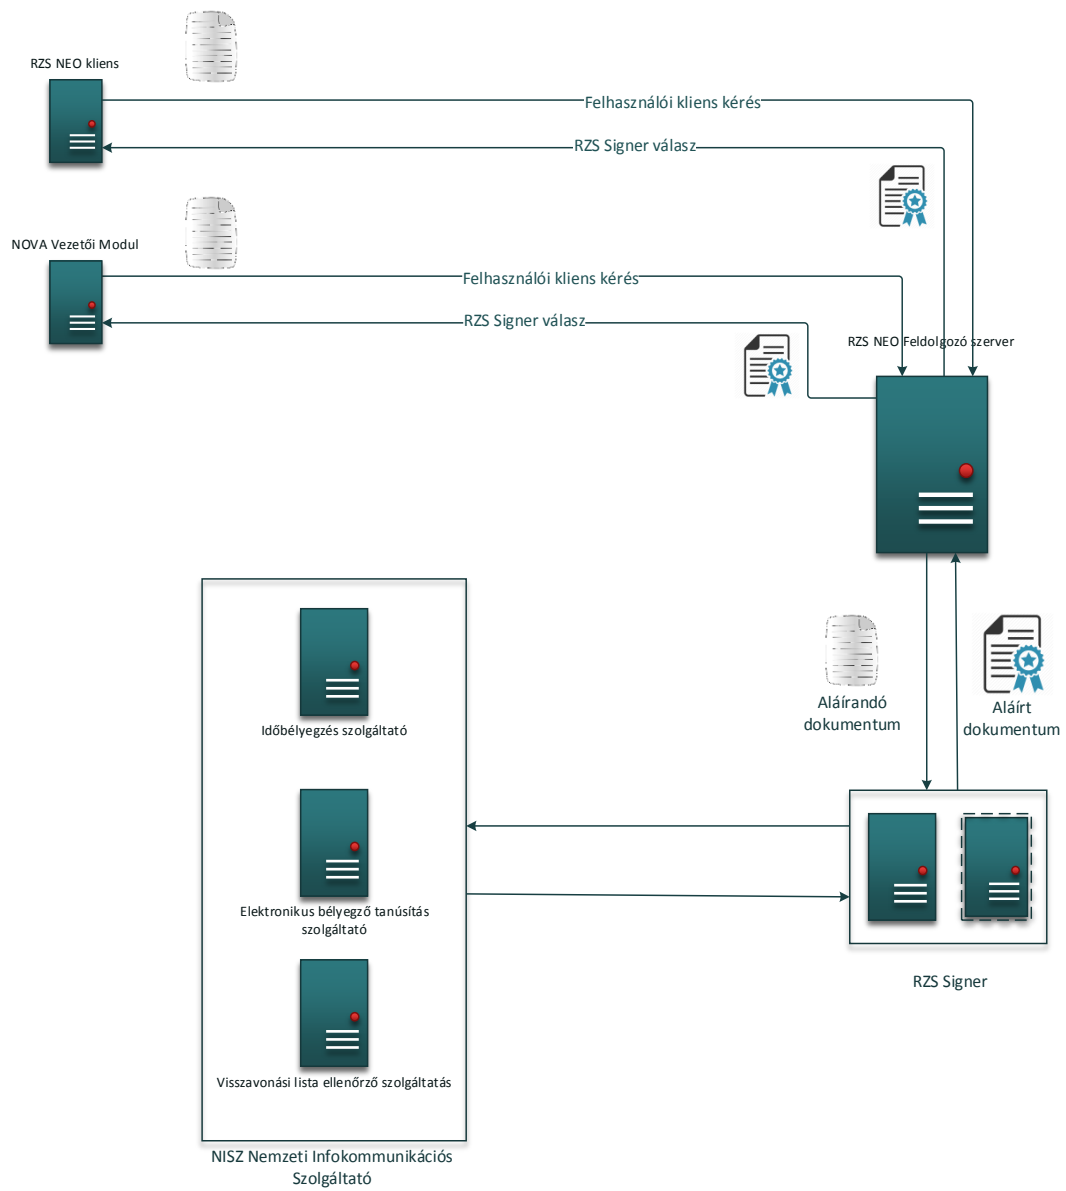 RZS NEO kliens
Felhasználói kliens kérés
RZS Signer válasz
NOVA Vezetői Modul
Felhasználói kliens kérés
RZS Signer válasz
RZS NEO Feldolgozó szerver
Aláírandó
dokumentum
Aláírt
dokumentum
Időbélyegzés szolgáltató
Elektronikus bélyegző tanúsítás
szolgáltató
RZS Signer
Visszavonási lista ellenőrző szolgáltatás
NISZ Nemzeti Infokommunikációs
Szolgáltató